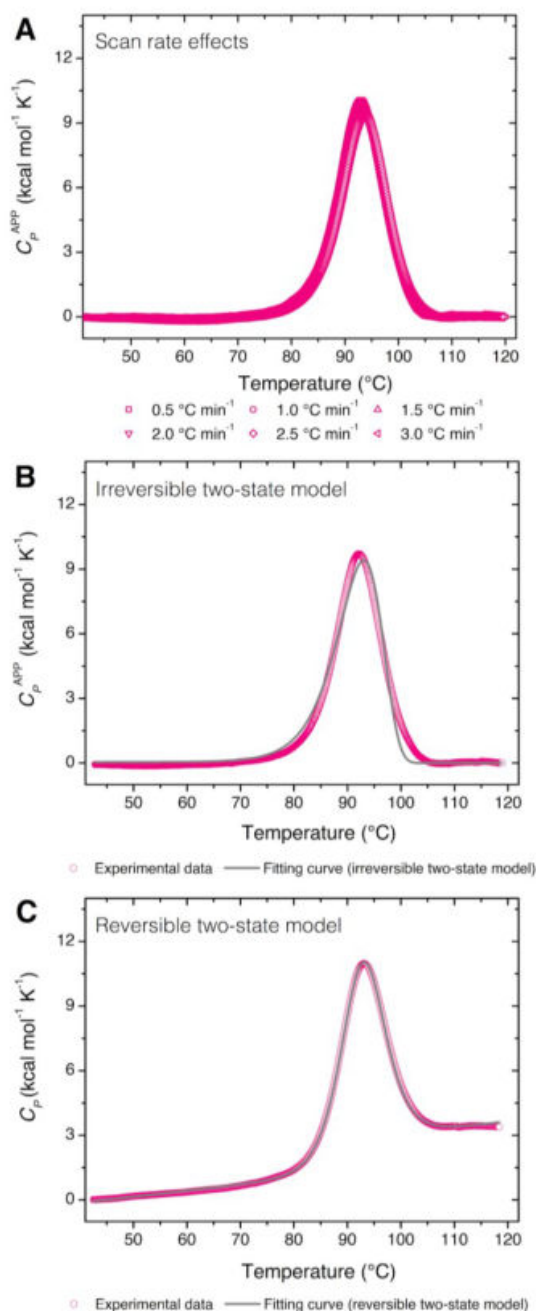 A
Scan rate effects
C_P^APP (kcal mol⁻¹ K⁻¹)
12
9
6
3
0
50 60 70 80 90 100 110 120
Temperature (°C)
0.5 °C min⁻¹ 1.0 °C min⁻¹ 1.5 °C min⁻¹
2.0 °C min⁻¹ 2.5 °C min⁻¹ 3.0 °C min⁻¹
B
Irreversible two-state model
C_P^APP (kcal mol⁻¹ K⁻¹)
12
9
6
3
0
50 60 70 80 90 100 110 120
Temperature (°C)
Experimental data Fitting curve (irreversible two-state model)
C
Reversible two-state model
C_P (kcal mol⁻¹ K⁻¹)
12
9
6
3
0
50 60 70 80 90 100 110 120
Temperature (°C)
Experimental data Fitting curve (reversible two-state model)